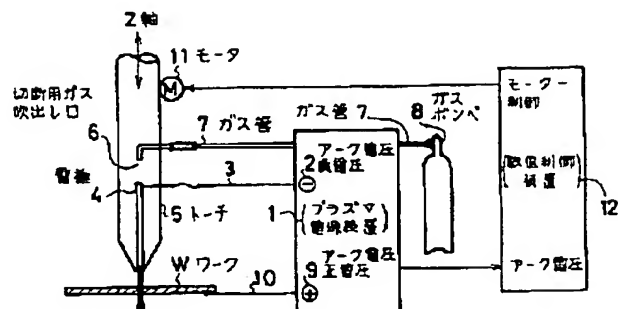 Z軸
11 モータ
M
切断用ガス
吹出し口
6
7 ガス管
ガス管 7
8 ガス
ボンベ
モーター
制御
電極
4
3
アーク電圧
2 負電圧
⊖
5 トーチ
1
プラズマ
電源装置
数値制御
装置
12
アーク電圧
9 正電圧
⊕
アーク電圧
W ワーク
10